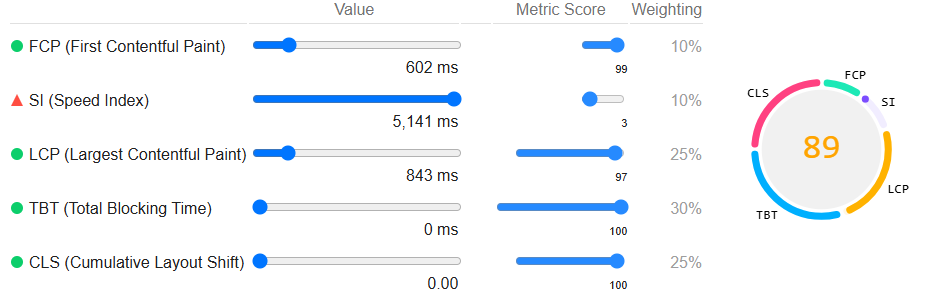 Value Metric Score Weighting
FCP (First Contentful Paint) 10%
602 ms 99
SI (Speed Index) 10%
5,141 ms 3
LCP (Largest Contentful Paint) 25%
843 ms 97
TBT (Total Blocking Time) 30%
0 ms 100
CLS (Cumulative Layout Shift) 25%
0.00 100
FCP
SI
CLS
89
LCP
TBT